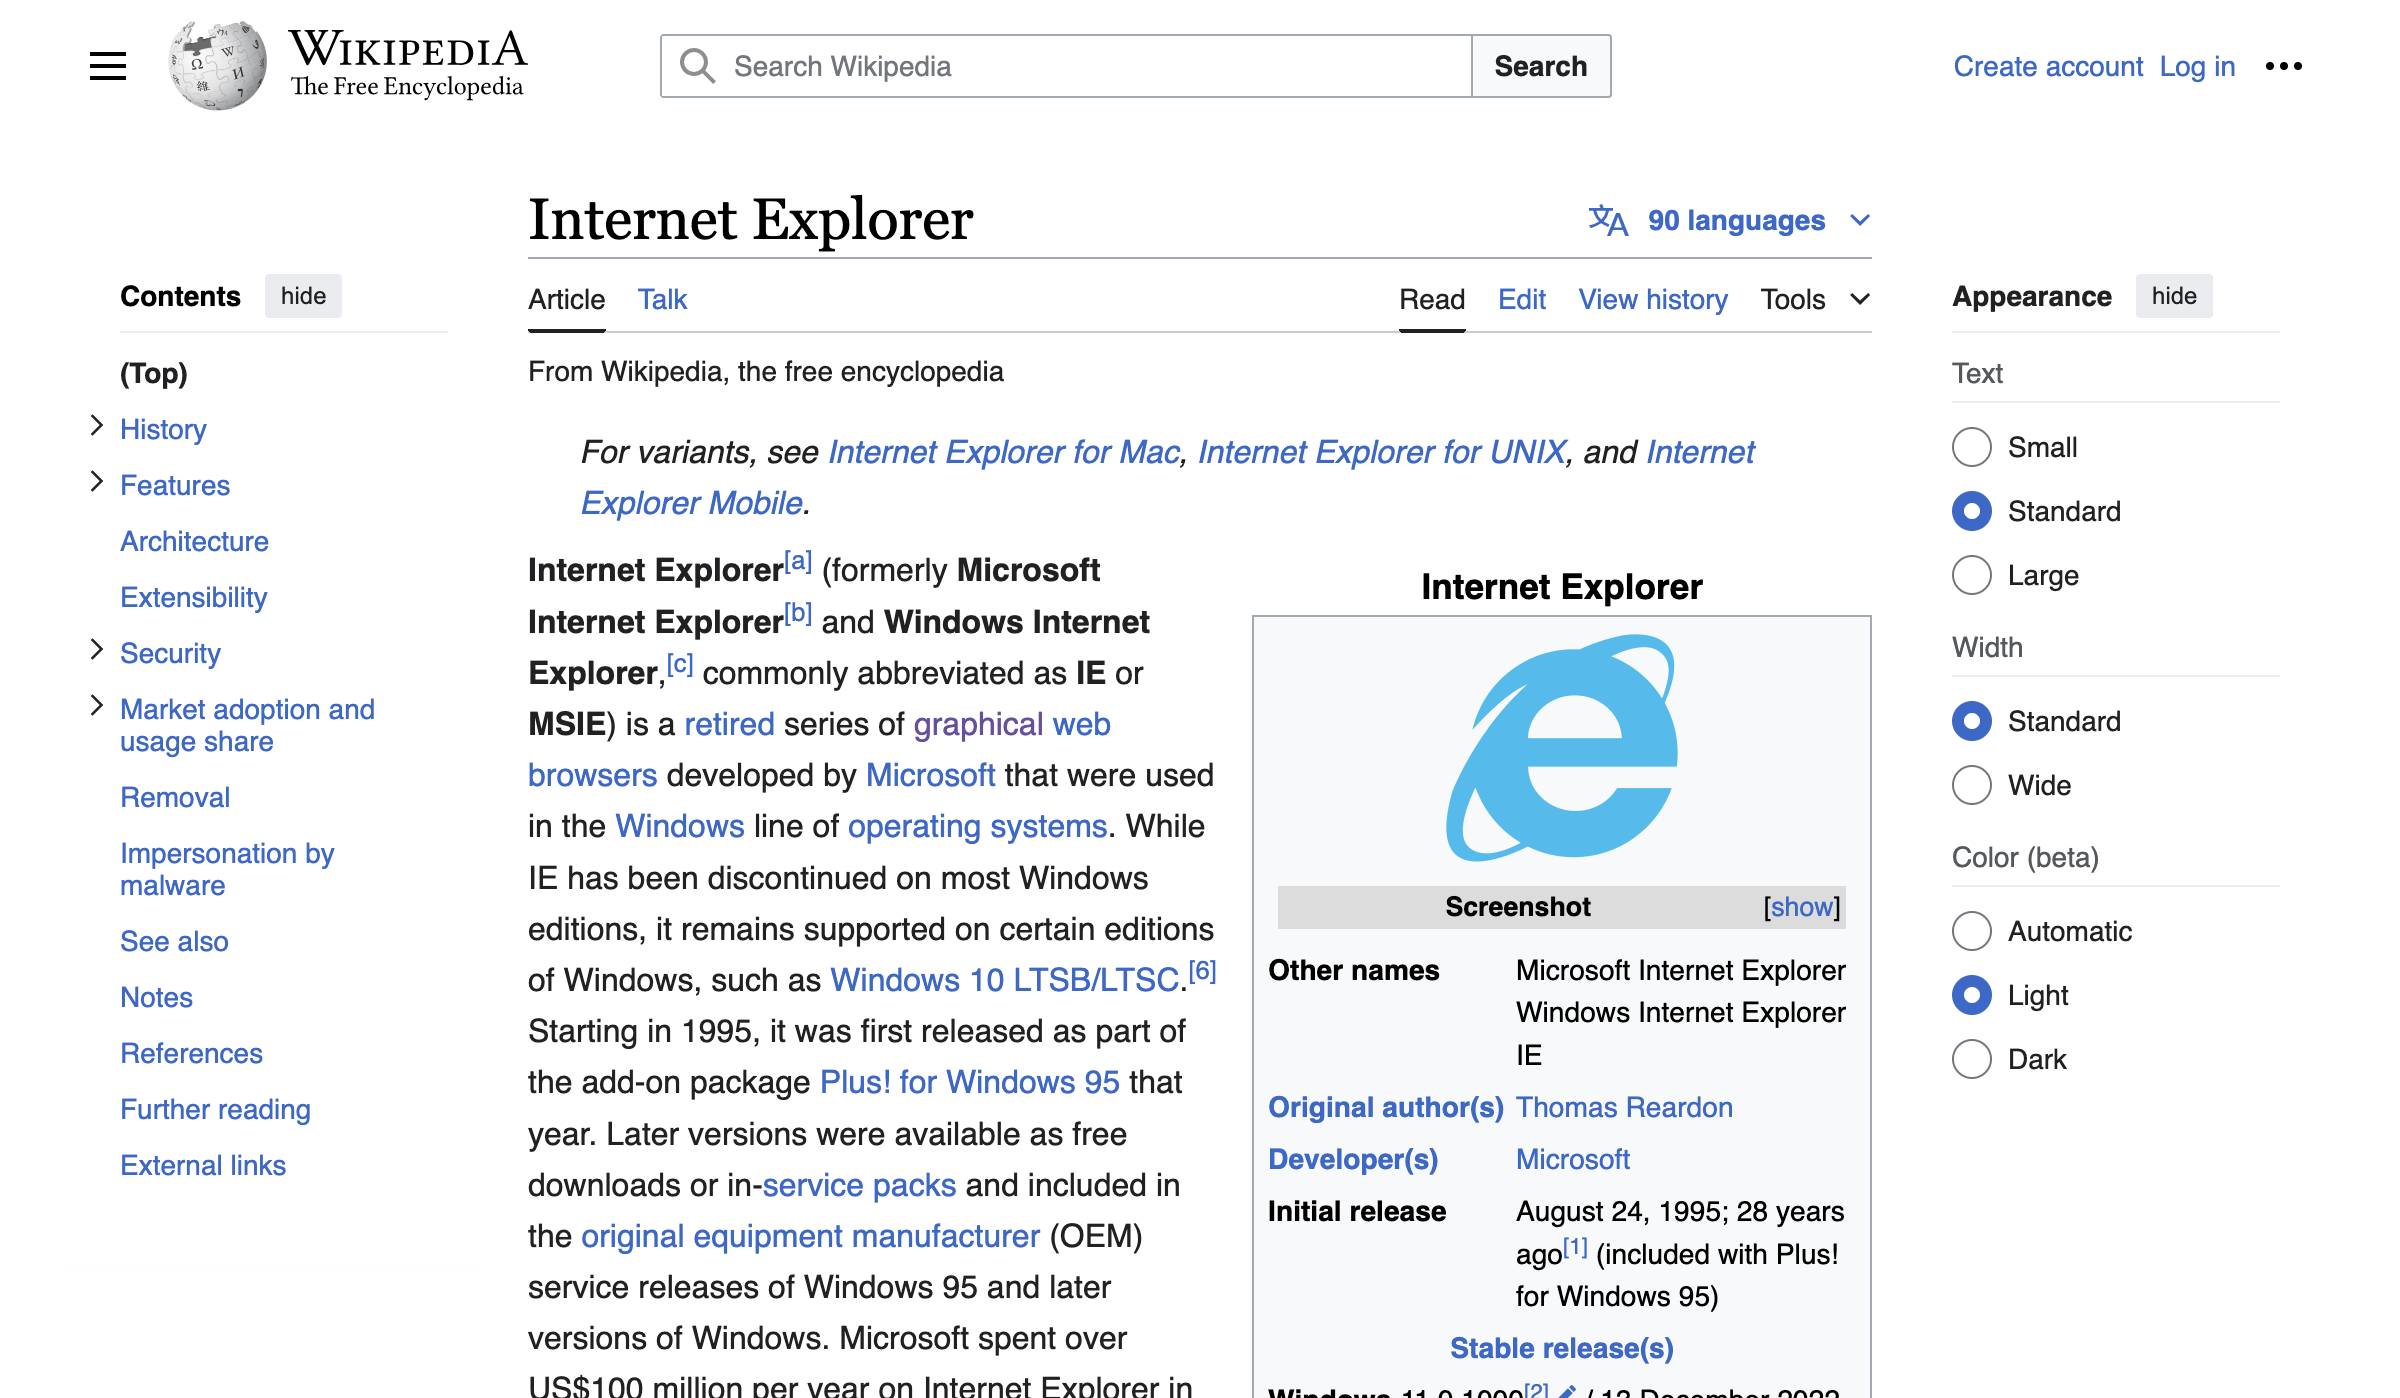 WIKIPEDIA
The Free Encyclopedia
Search Wikipedia
Search
Create account
Log in
Contents
hide
(Top)
History
Features
Architecture
Extensibility
Security
Market adoption and
usage share
Removal
Impersonation by
malware
See also
Notes
References
Further reading
External links
Internet Explorer
90 languages
Article
Talk
Read
Edit
View history
Tools
From Wikipedia, the free encyclopedia
For variants, see Internet Explorer for Mac, Internet Explorer for UNIX, and Internet
Explorer Mobile.
Internet Explorer[a] (formerly Microsoft
Internet Explorer[b] and Windows Internet
Explorer,[c] commonly abbreviated as IE or
MSIE) is a retired series of graphical web
browsers developed by Microsoft that were used
in the Windows line of operating systems. While
IE has been discontinued on most Windows
editions, it remains supported on certain editions
of Windows, such as Windows 10 LTSB/LTSC.[6]
Starting in 1995, it was first released as part of
the add-on package Plus! for Windows 95 that
year. Later versions were available as free
downloads or in-service packs and included in
the original equipment manufacturer (OEM)
service releases of Windows 95 and later
versions of Windows. Microsoft spent over
US$100 million per year on Internet Explorer in
Internet Explorer
Screenshot [show]
Other names Microsoft Internet Explorer
Windows Internet Explorer
IE
Original author(s) Thomas Reardon
Developer(s) Microsoft
Initial release August 24, 1995; 28 years
ago[1] (included with Plus!
for Windows 95)
Stable release(s)
Windows 11.0.1000[2] / 13 December 2022
Appearance
hide
Text
Small
Standard
Large
Width
Standard
Wide
Color (beta)
Automatic
Light
Dark